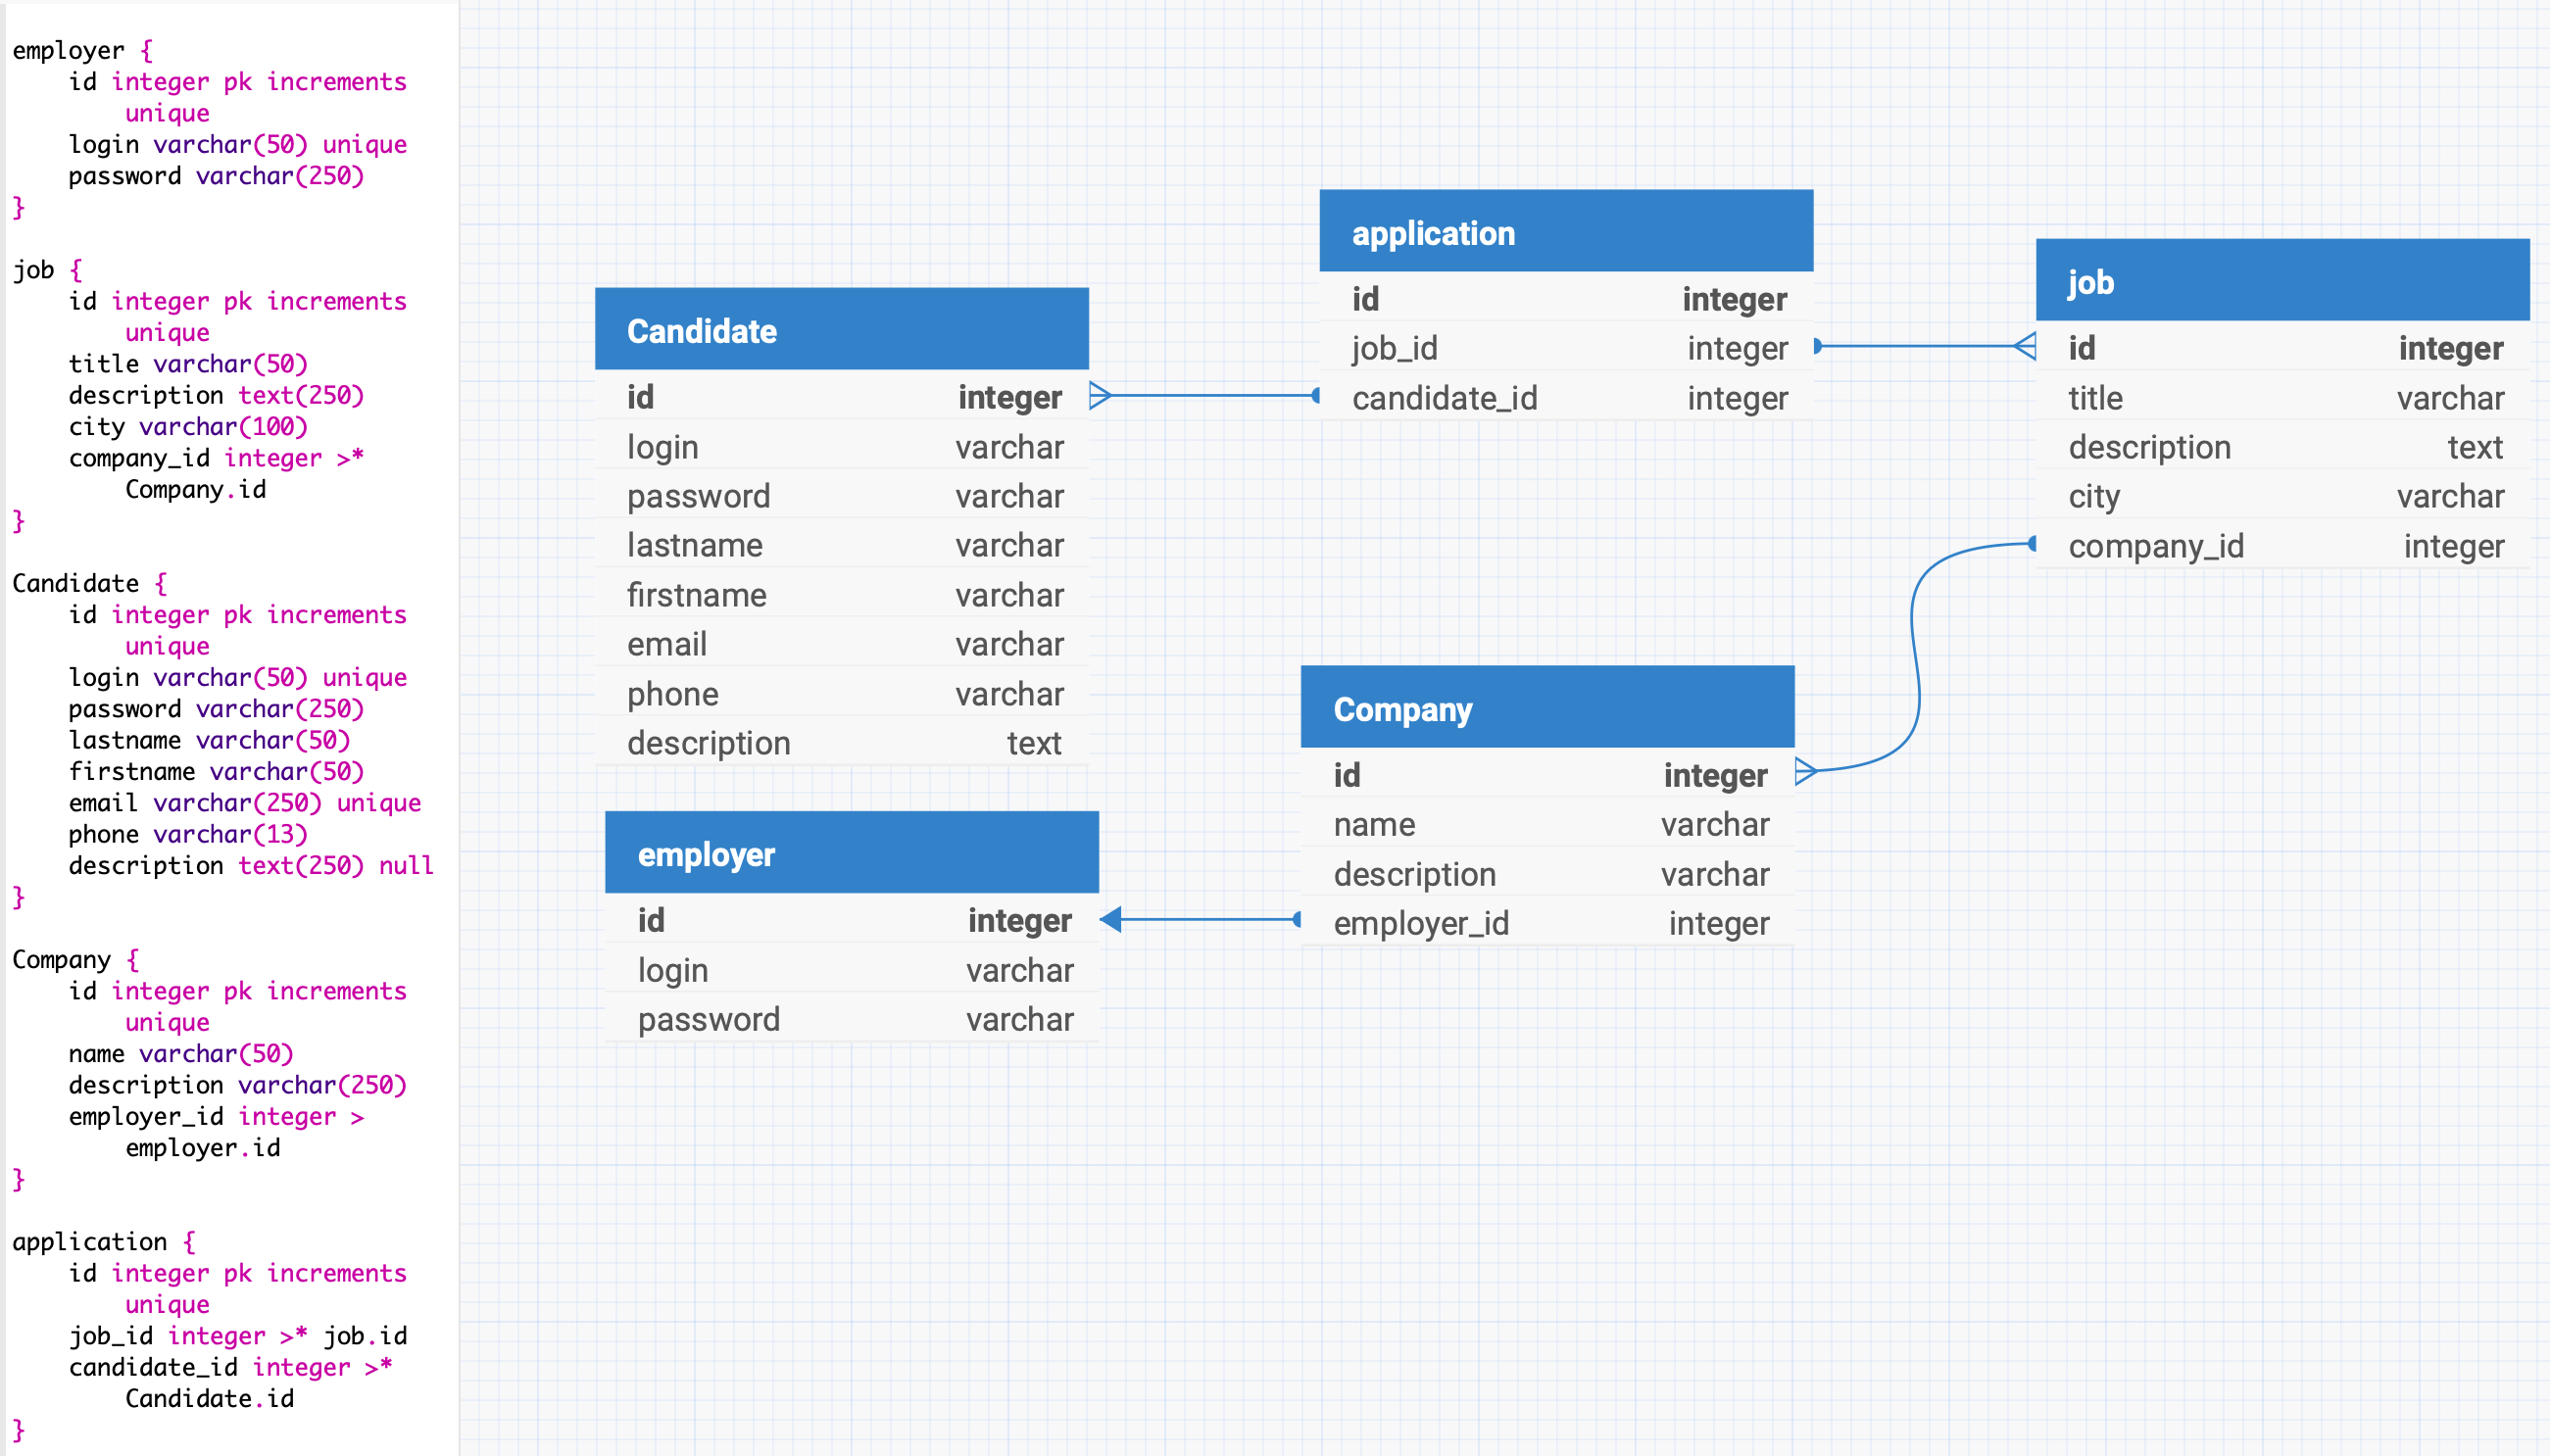 employer {
id integer pk increments
unique
login varchar(50) unique
password varchar(250)
}
job {
id integer pk increments
unique
title varchar(50)
description text(250)
city varchar(100)
company_id integer >*
Company.id
}
Candidate {
id integer pk increments
unique
login varchar(50) unique
password varchar(250)
lastname varchar(50)
firstname varchar(50)
email varchar(250) unique
phone varchar(13)
description text(250) null
}
Company {
id integer pk increments
unique
name varchar(50)
description varchar(250)
employer_id integer >
employer.id
}
application {
id integer pk increments
unique
job_id integer >* job.id
candidate_id integer >*
Candidate.id
}
Candidate
id integer
login varchar
password varchar
lastname varchar
firstname varchar
email varchar
phone varchar
description text
employer
id integer
login varchar
password varchar
application
id integer
job_id integer
candidate_id integer
Company
id integer
name varchar
description varchar
employer_id integer
job
id integer
title varchar
description text
city varchar
company_id integer